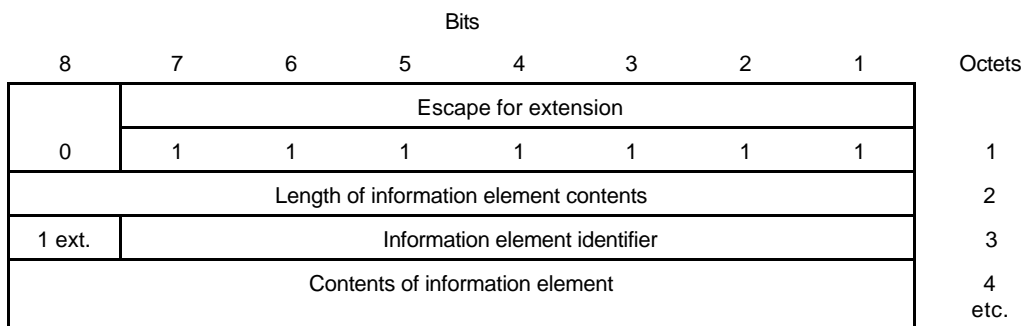 Bits
8 7 6 5 4 3 2 1 Octets
Escape for extension
0 1 1 1 1 1 1 1 1
Length of information element contents 2
1 ext. Information element identifier 3
Contents of information element 4
etc.